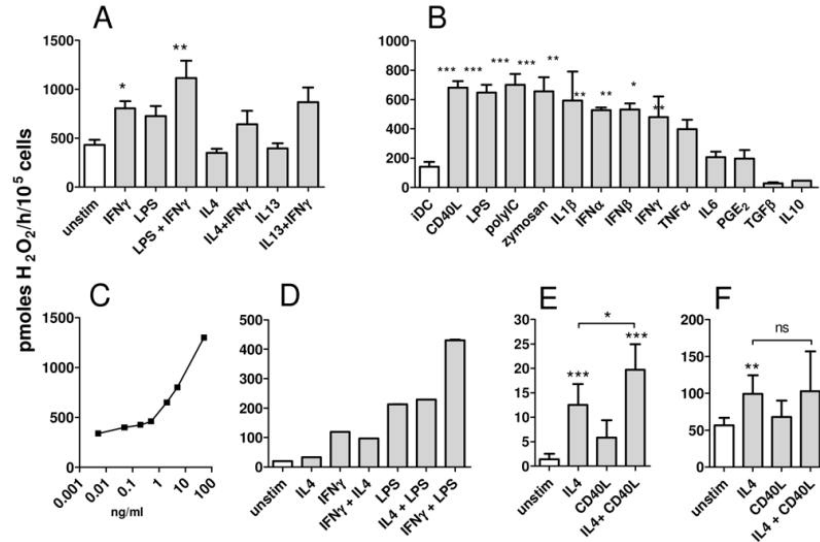 A
1500
1000
500
0
*
**
unstim
IFNγ
LPS
LPS + IFNγ
IL4
IL4+IFNγ
IL13
IL13+IFNγ
B
1000
800
600
400
200
0
***
***
***
***
**
**
**
*
**
iDC
CD40L
LPS
polyIC
zymosan
IL1β
IFNα
IFNβ
IFNγ
TNFα
IL6
PGE₂
TGFβ
IL10
pmoles H₂O₂/h/10⁵ cells
C
1500
1000
500
0
0.001
0.01
0.1
1
10
100
ng/ml
D
500
400
300
200
100
0
unstim
IL4
IFNγ
IFNγ + IL4
LPS
IL4 + LPS
IFNγ + LPS
E
30
25
20
15
10
5
0
*
***
***
unstim
IL4
CD40L
IL4+ CD40L
F
200
150
100
50
0
ns
**
unstim
IL4
CD40L
IL4 + CD40L